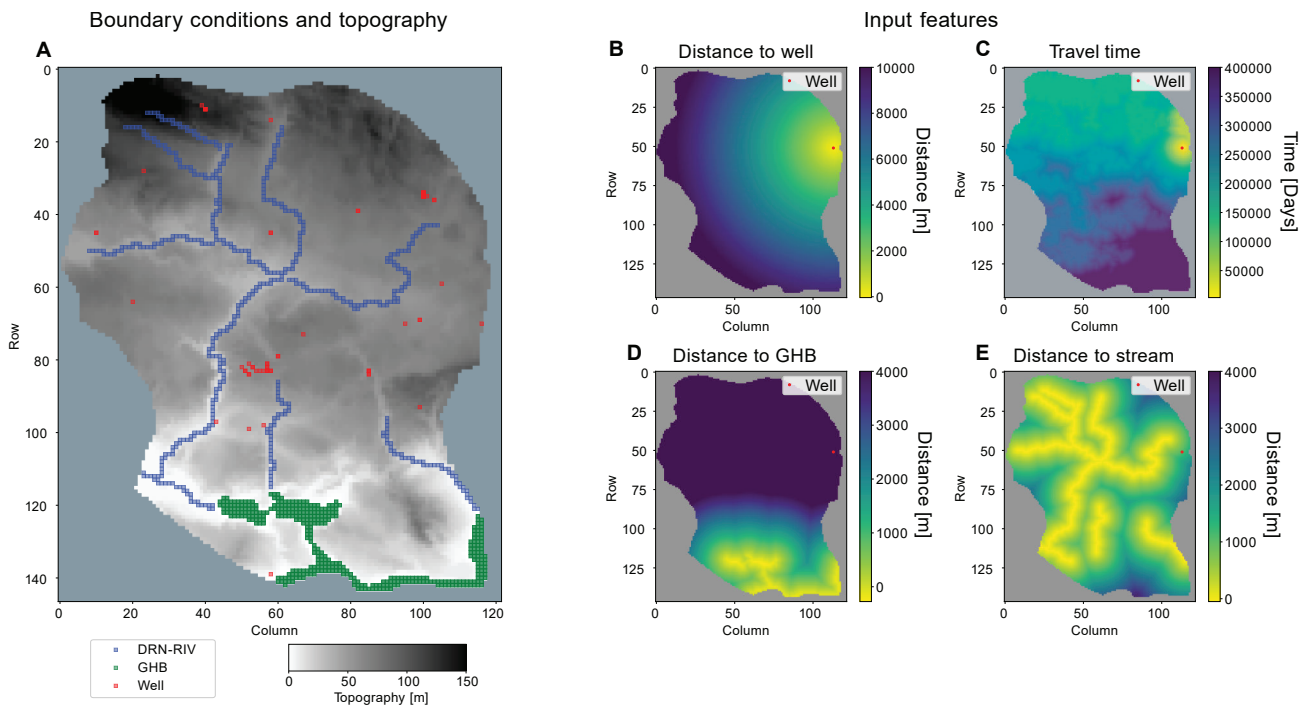 Boundary conditions and topography
Input features
A
0
20
40
60
80
100
120
140
Row
0 20 40 60 80 100 120
Column
DRN-RIV
GHB
Well
0 50 100 150
Topography [m]
B
Distance to well
Well
0
25
50
75
100
125
Row
0 50 100
Column
10000
8000
6000
4000
2000
0
Distance [m]
C
Travel time
Well
0
25
50
75
100
125
Row
0 50 100
Column
400000
350000
300000
250000
200000
150000
100000
50000
Time [Days]
D
Distance to GHB
Well
0
25
50
75
100
125
Row
0 50 100
Column
4000
3000
2000
1000
0
Distance [m]
E
Distance to stream
Well
0
25
50
75
100
125
Row
0 50 100
Column
4000
3000
2000
1000
0
Distance [m]